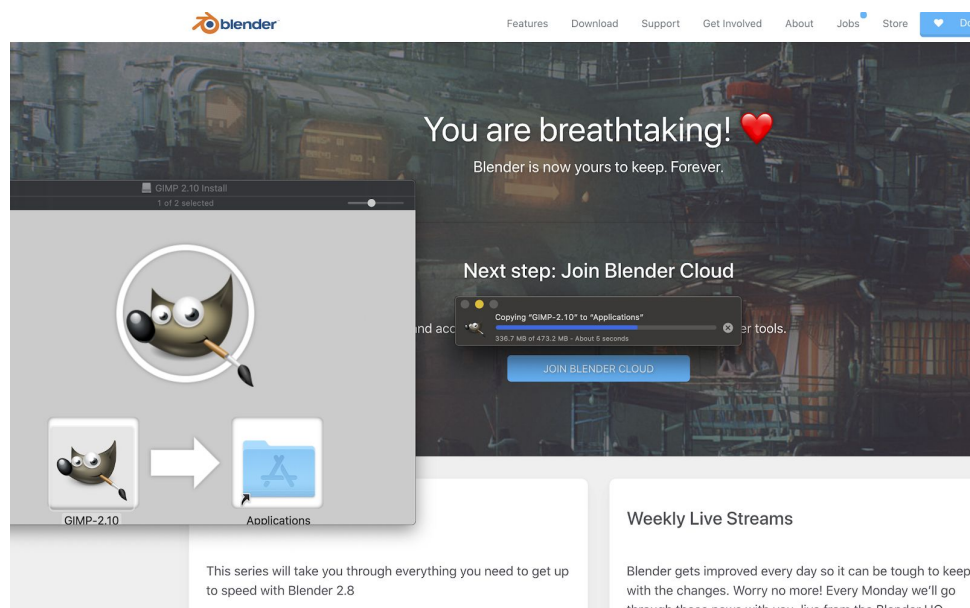 blender
Features Download Support Get Involved About Jobs Store
You are breathtaking!
Blender is now yours to keep. Forever.
GIMP 2.10 Install
1 of 2 selected
Next step: Join Blender Cloud
Copying “GIMP-2.10” to “Applications”
336.7 MB of 473.2 MB - About 5 seconds
tools.
JOIN BLENDER CLOUD
GIMP-2.10
Applications
Weekly Live Streams
This series will take you through everything you need to get up
to speed with Blender 2.8
Blender gets improved every day so it can be tough to keep
with the changes. Worry no more! Every Monday we’ll go